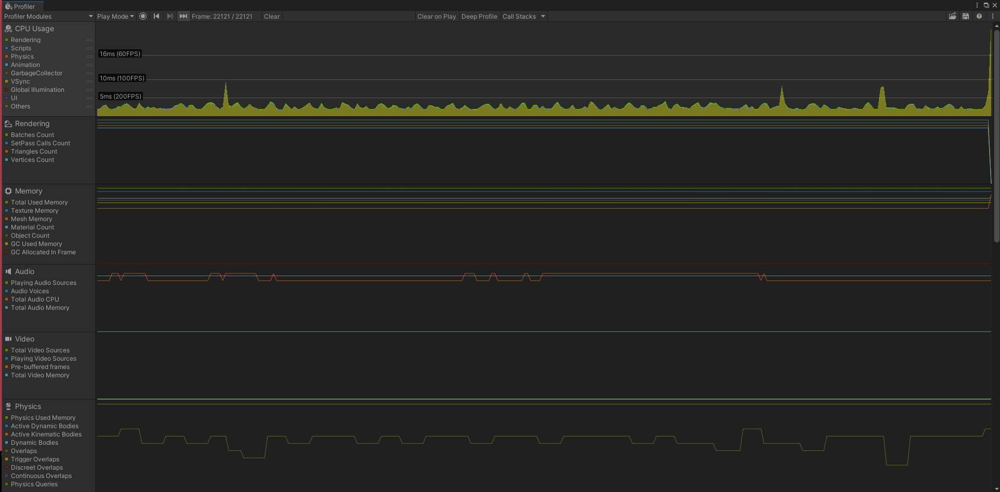 Profiler
Profiler Modules
Play Mode
Frame: 22121 / 22121
Clear
Clear on Play
Deep Profile
Call Stacks
CPU Usage
Rendering
Scripts
Physics
Animation
GarbageCollector
VSync
Global Illumination
UI
Others
16ms (60FPS)
10ms (100FPS)
5ms (200FPS)
Rendering
Batches Count
SetPass Calls Count
Triangles Count
Vertices Count
Memory
Total Used Memory
Texture Memory
Mesh Memory
Material Count
Object Count
GC Used Memory
GC Allocated In Frame
Audio
Playing Audio Sources
Audio Voices
Total Audio CPU
Total Audio Memory
Video
Total Video Sources
Playing Video Sources
Pre-buffered frames
Total Video Memory
Physics
Physics Used Memory
Active Dynamic Bodies
Active Kinematic Bodies
Dynamic Bodies
Overlaps
Trigger Overlaps
Discreet Overlaps
Continuous Overlaps
Physics Queries